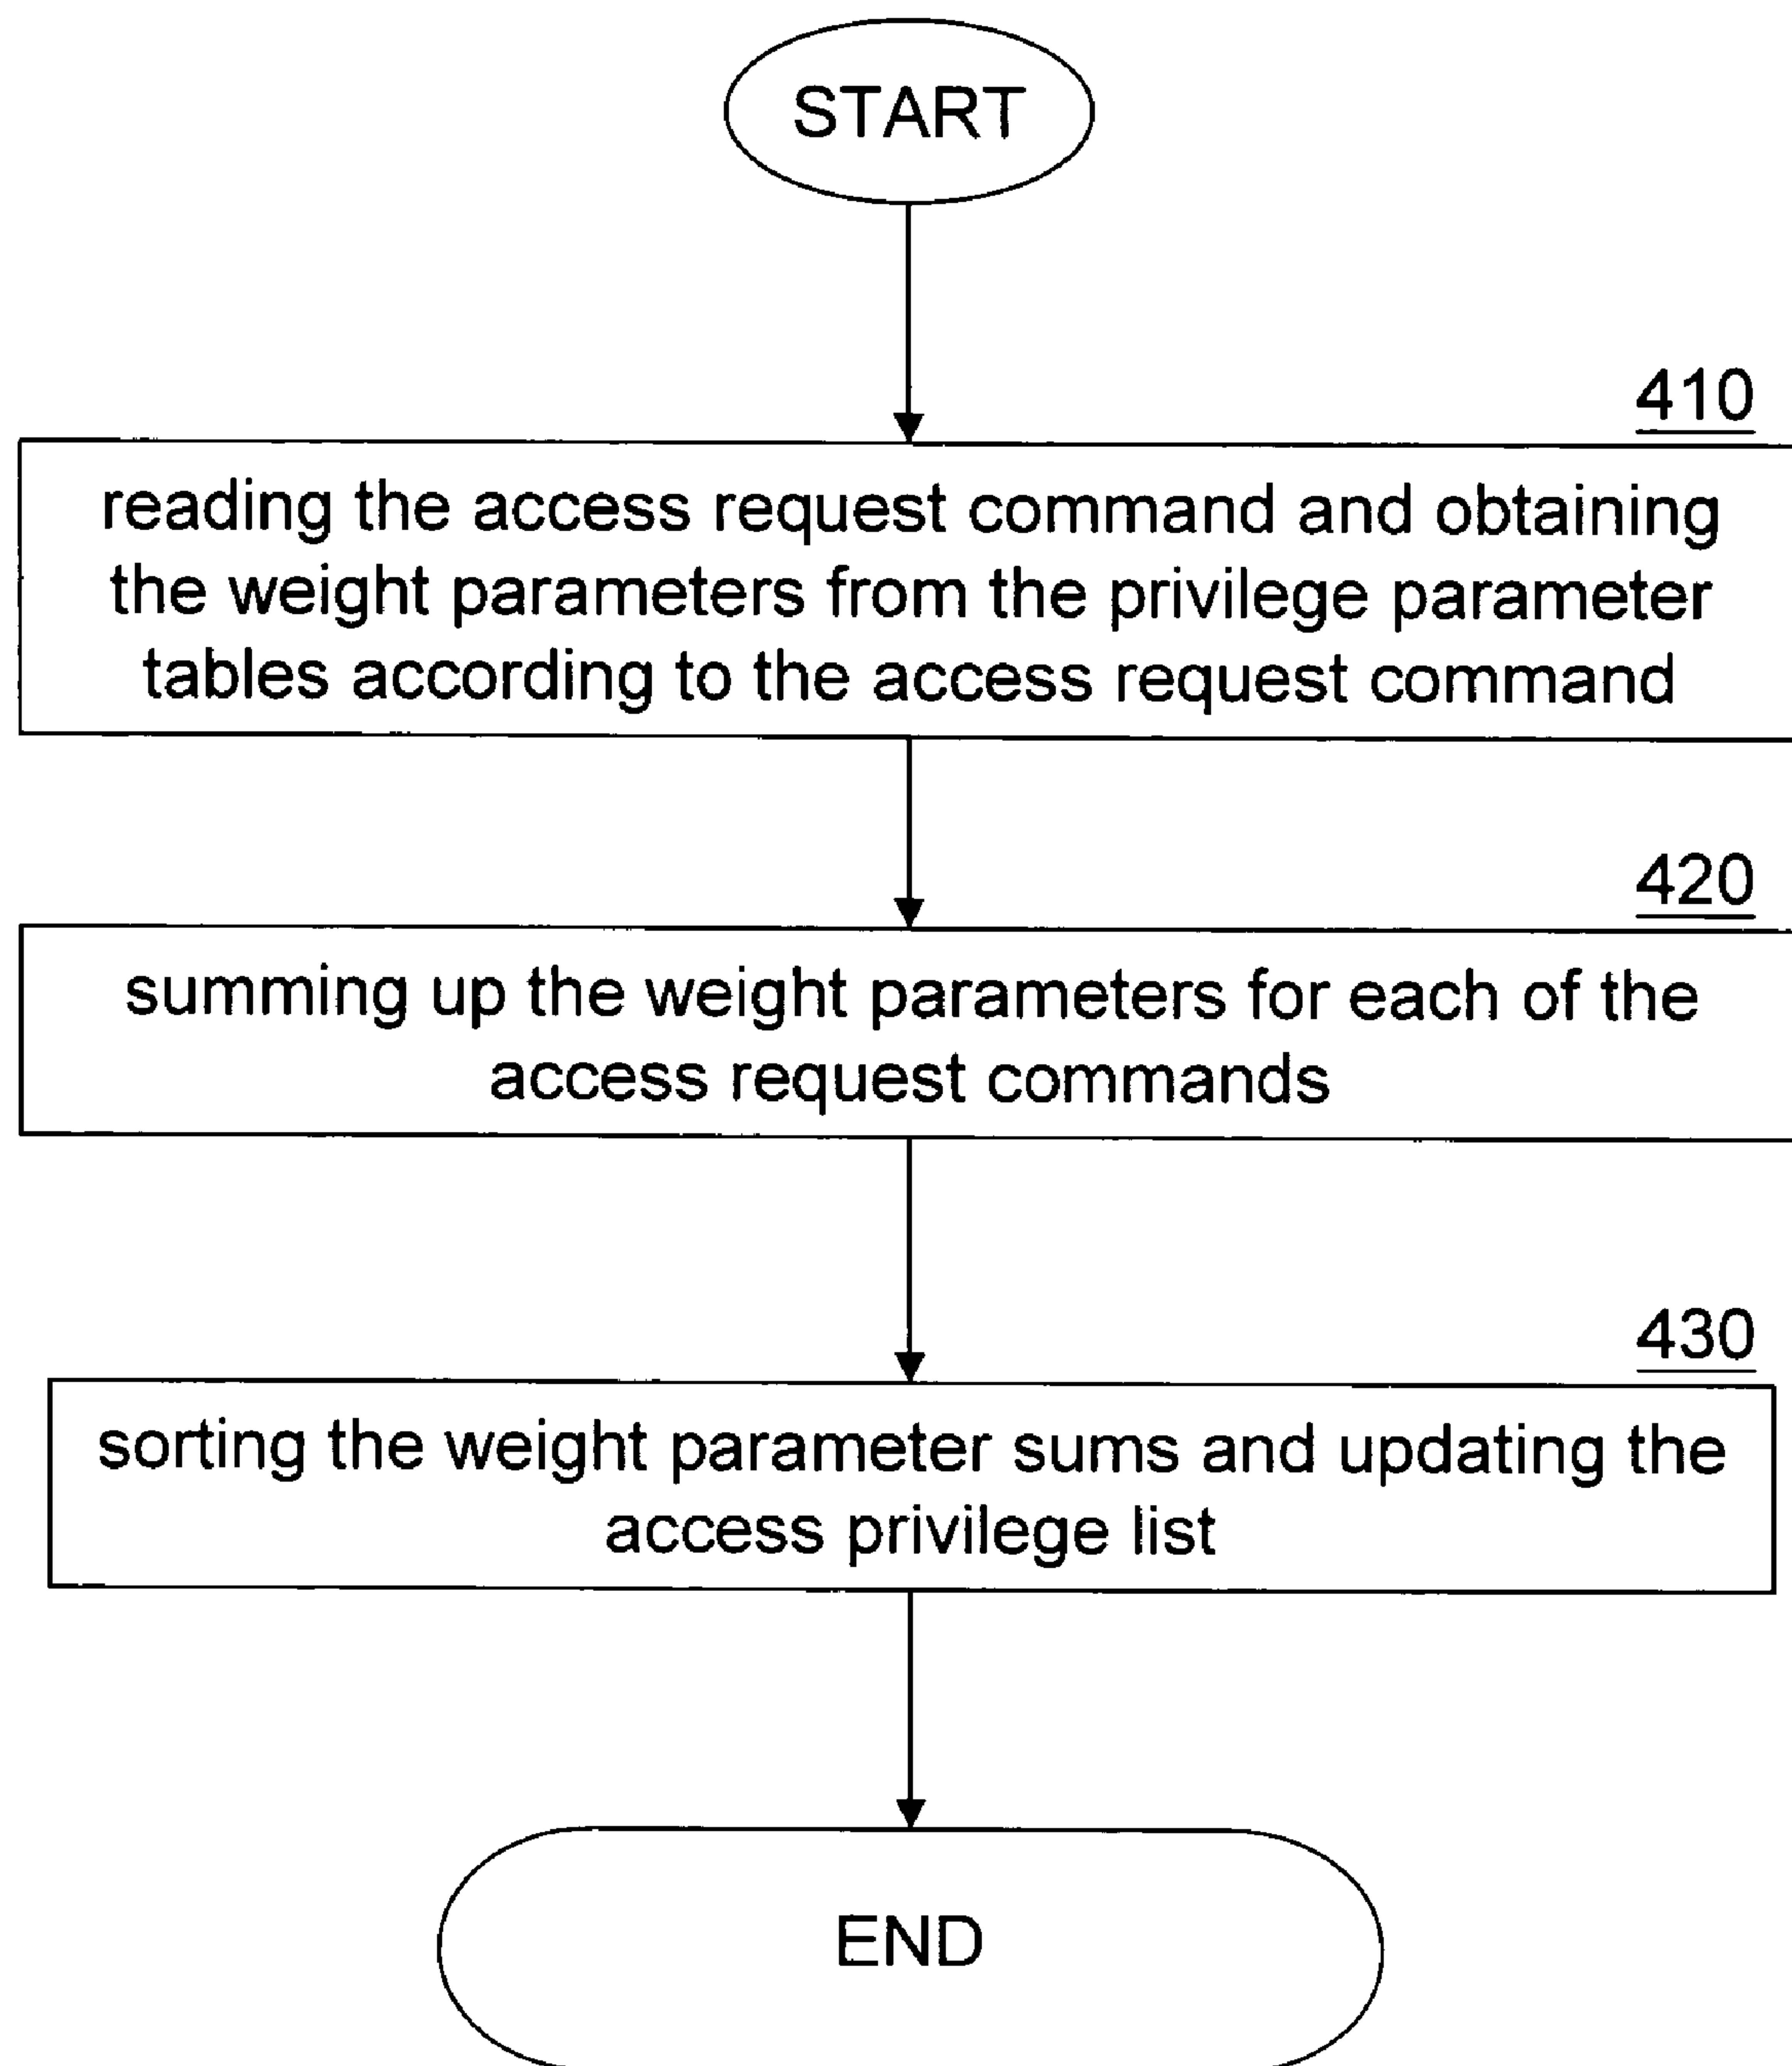 START
410
reading the access request command and obtaining
the weight parameters from the privilege parameter
tables according to the access request command
420
summing up the weight parameters for each of the
access request commands
430
sorting the weight parameter sums and updating the
access privilege list
END